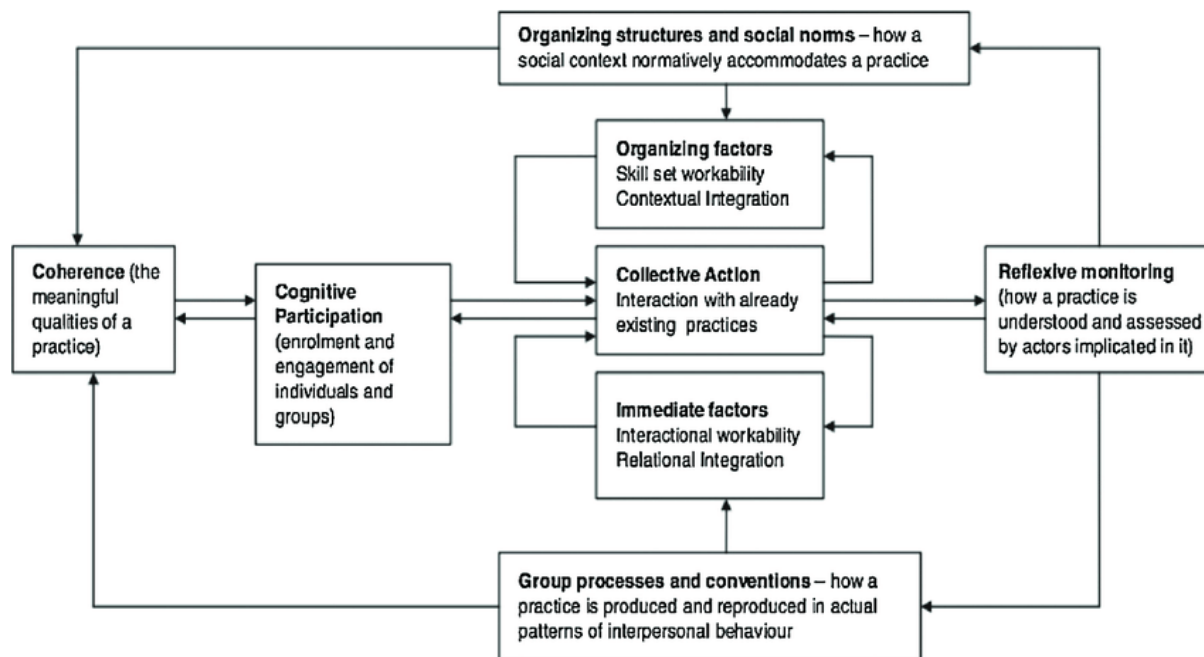 Organizing structures and social norms – how a
social context normatively accommodates a practice
Organizing factors
Skill set workability
Contextual Integration
Coherence (the
meaningful
qualities of a
practice)
Cognitive
Participation
(enrolment and
engagement of
individuals and
groups)
Collective Action
Interaction with already
existing practices
Reflexive monitoring
(how a practice is
understood and assessed
by actors implicated in it)
Immediate factors
Interactional workability
Relational Integration
Group processes and conventions – how a
practice is produced and reproduced in actual
patterns of interpersonal behaviour